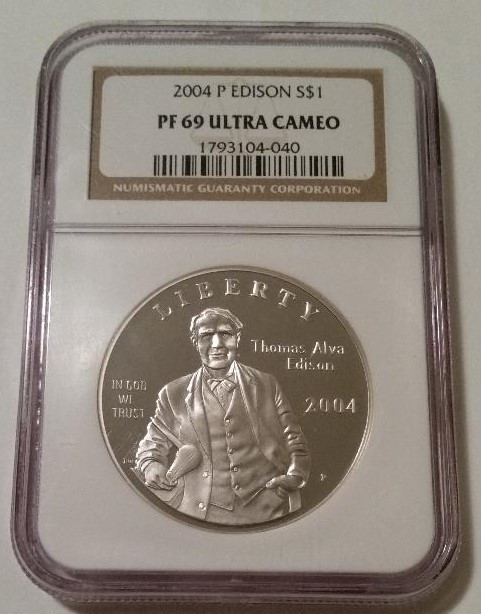 2004 P EDISON S$1
PF 69 ULTRA CAMEO
1793104-040
NUMISMATIC GUARANTY CORPORATION
LIBERTY
Thomas Alva
Edison
IN GOD
WE
TRUST
2004
P